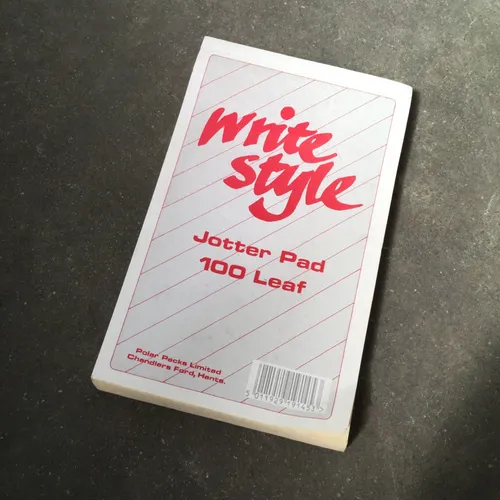 write
style
Jotter Pad
100 Leaf
Polar Packs Limited
Chandlers Ford, Hants.